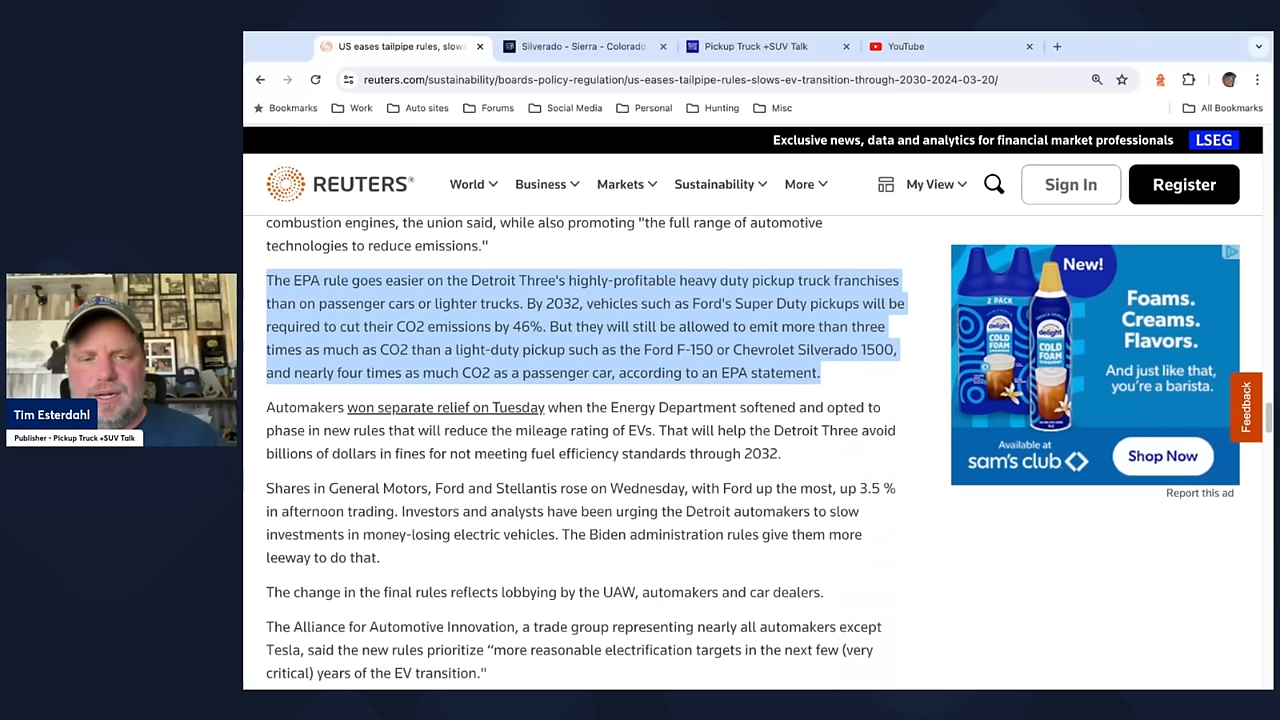 US eases tailpipe rules, slows
Silverado - Sierra - Colorado
Pickup Truck +SUV Talk
YouTube
reuters.com/sustainability/boards-policy-regulation/us-eases-tailpipe-rules-slows-ev-transition-through-2030-2024-03-20/
Bookmarks Work Auto sites Forums Social Media Personal Hunting Misc All Bookmarks
Exclusive news, data and analytics for financial market professionals LSEG
REUTERS® World Business Markets Sustainability More My View Sign In Register
combustion engines, the union said, while also promoting "the full range of automotive
technologies to reduce emissions."
The EPA rule goes easier on the Detroit Three's highly-profitable heavy duty pickup truck franchises
than on passenger cars or lighter trucks. By 2032, vehicles such as Ford's Super Duty pickups will be
required to cut their CO2 emissions by 46%. But they will still be allowed to emit more than three
timesas much as CO2 than a light-duty pickup such as the Ford F-150 or Chevrolet Silverado 1500,
and nearly four times as much CO2 as a passenger car, according to an EPA statement.
Automakers won separate relief on Tuesday when the Energy Department softened and opted to
phase in new rules that will reduce the mileage rating of EVs. That will help the Detroit Three avoid
billions of dollars in fines for not meeting fuel efficiency standards through 2032.
Shares in General Motors, Ford and Stellantis rose on Wednesday, with Ford up the most, up 3.5 %
in afternoon trading. Investors and analysts have been urging the Detroit automakers to slow
investments in money-losing electric vehicles. The Biden administration rules give them more
leeway to do that.
The change in the final rules reflects lobbying by the UAW, automakers and car dealers.
The Alliance for Automotive Innovation, a trade group representing nearly all automakers except
Tesla, said the new rules prioritize “more reasonable electrification targets in the next few (very
critical) years of the EV transition."
New!
2 PACK
delight
COLD
FOAM
delight
COLD
FOAM
Foams.
Creams.
Flavors.
And just like that,
you're a barista.
Available at
sam's club
Shop Now
Report this ad
Feedback
Tim Esterdahl
Publisher - Pickup Truck +SUV Talk